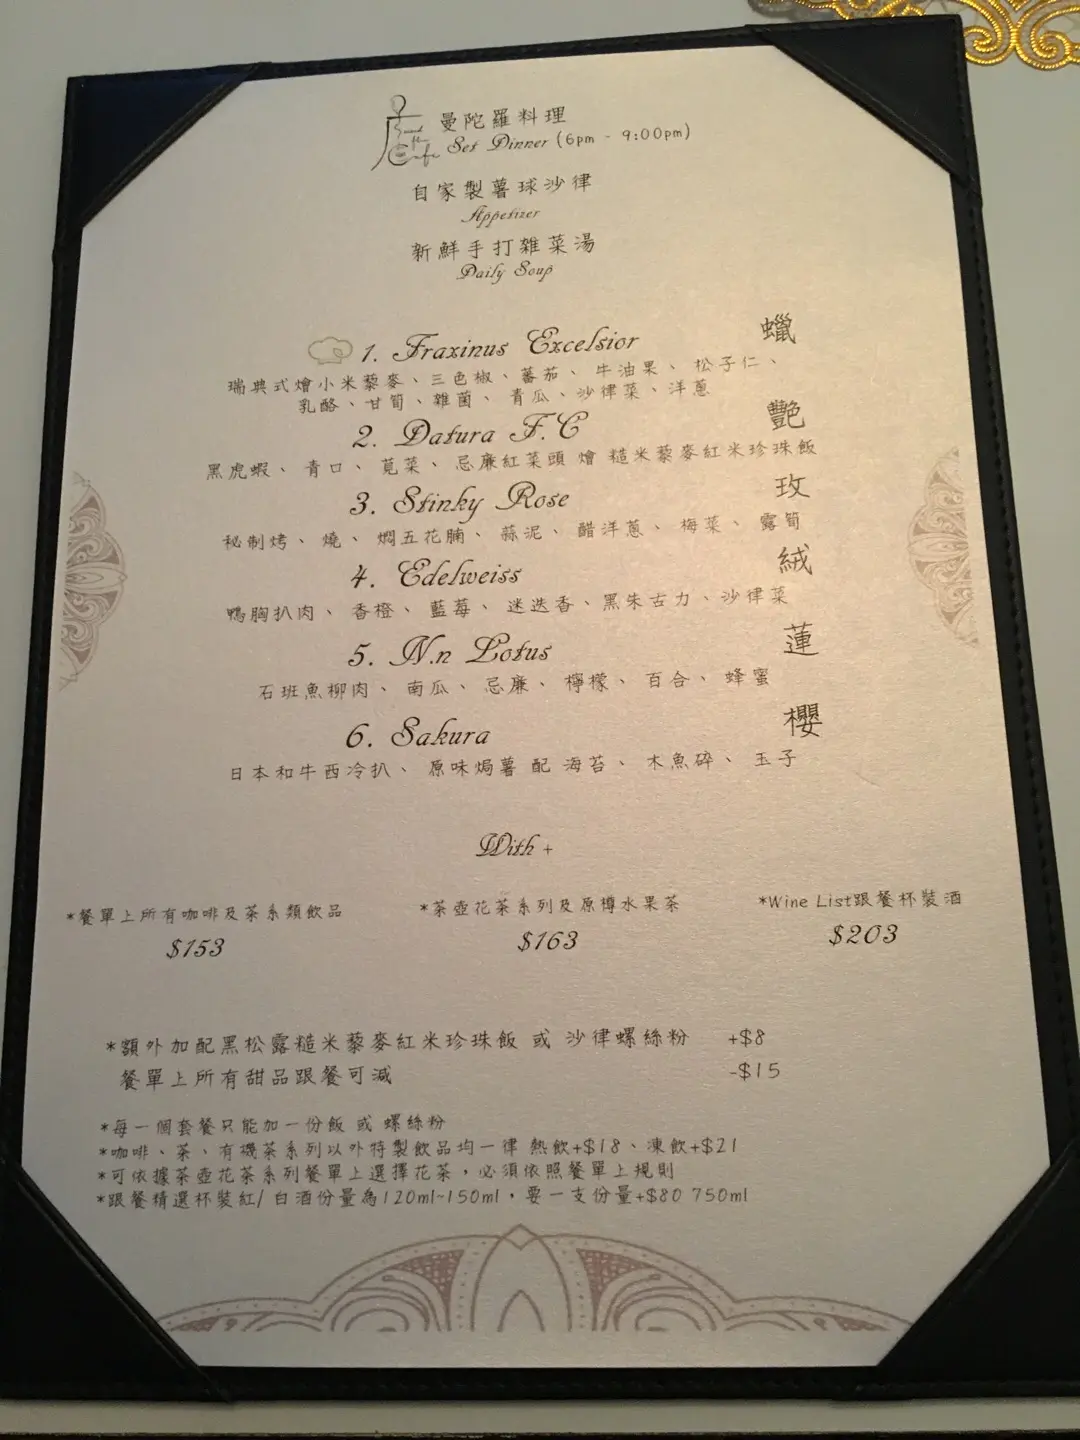 曼陀羅料理
Set Dinner (6pm - 9:00pm)
自家製薯球沙律
Appetizer
新鮮手打雜菜湯
Daily Soup
1. Fraxinus Excelsior 蠟
瑞典式燴小米藜麥、三色椒、蕃茄、牛油果、松子仁、
乳酪、甘筍、雜菌、青瓜、沙律菜、洋蔥
2. Datura F.C 艷
黑虎蝦、青口、莧菜、忌廉紅菜頭 燴 糙米藜麥紅米珍珠飯
3. Stinky Rose 玫
秘制烤、燒、燜五花腩、蒜泥、醋洋蔥、梅菜、露筍
4. Edelweiss 絨
鴨胸扒肉、香橙、藍莓、迷迭香、黑朱古力、沙律菜
5. N.n Lotus 蓮
石班魚柳肉、南瓜、忌廉、檸檬、百合、蜂蜜
6. Sakura 櫻
日本和牛西冷扒、原味焗薯 配 海苔、木魚碎、玉子
With +
*餐單上所有咖啡及茶系類飲品 *茶壺花茶系列及原樽水果茶 *Wine List跟餐杯裝酒
$153 $163 $203
*額外加配黑松露糙米藜麥紅米珍珠飯 或 沙律螺絲粉 +$8
餐單上所有甜品跟餐可減 -$15
*每一個套餐只能加一份飯 或 螺絲粉
*咖啡、茶、有機茶系列以外特製飲品均一律 熱飲+$18、凍飲+$21
*可依據茶壺花茶系列餐單上選擇花茶，必須依照餐單上規則
*跟餐精選杯裝紅/白酒份量為120ml~150ml，要一支份量+$80 750ml